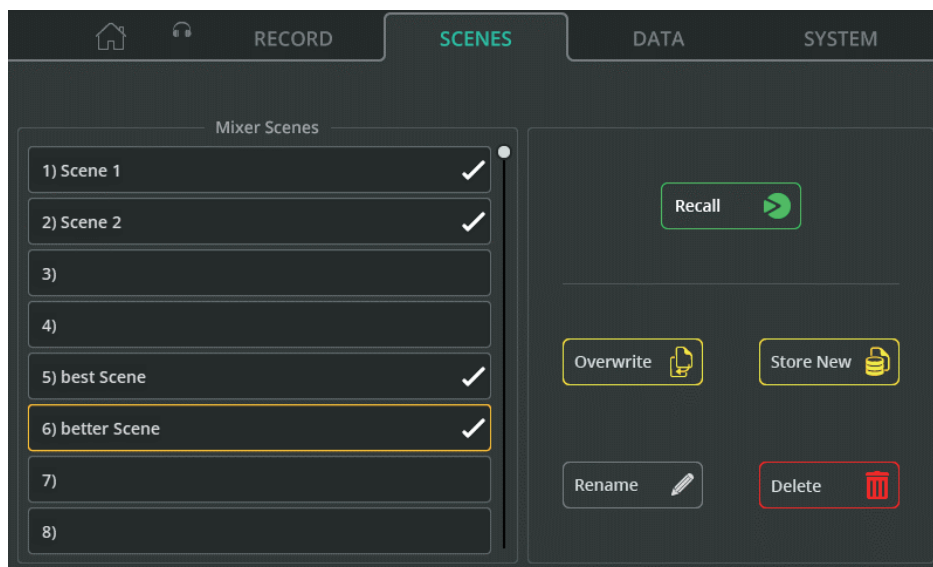 RECORD SCENES DATA SYSTEM
Mixer Scenes
1) Scene 1
2) Scene 2
3)
4)
5) best Scene
6) better Scene
7)
8)
Recall
Overwrite
Store New
Rename
Delete